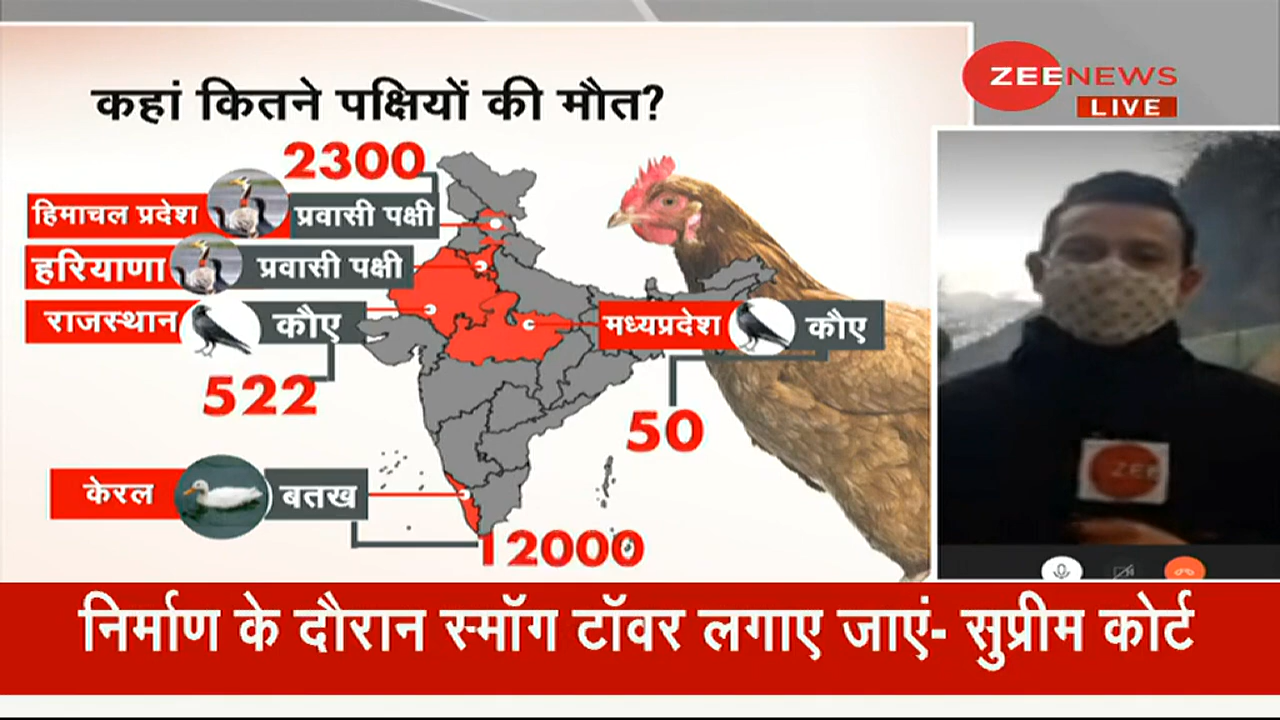 कहां कितने पक्षियों की मौत?
ZEENEWS
LIVE
2300
हिमाचल प्रदेश
प्रवासी पक्षी
हरियाणा
प्रवासी पक्षी
राजस्थान
कौए
522
मध्यप्रदेश
कौए
50
केरल
बतख
12000
ZEE
निर्माण के दौरान स्मॉग टॉवर लगाए जाएं- सुप्रीम कोर्ट